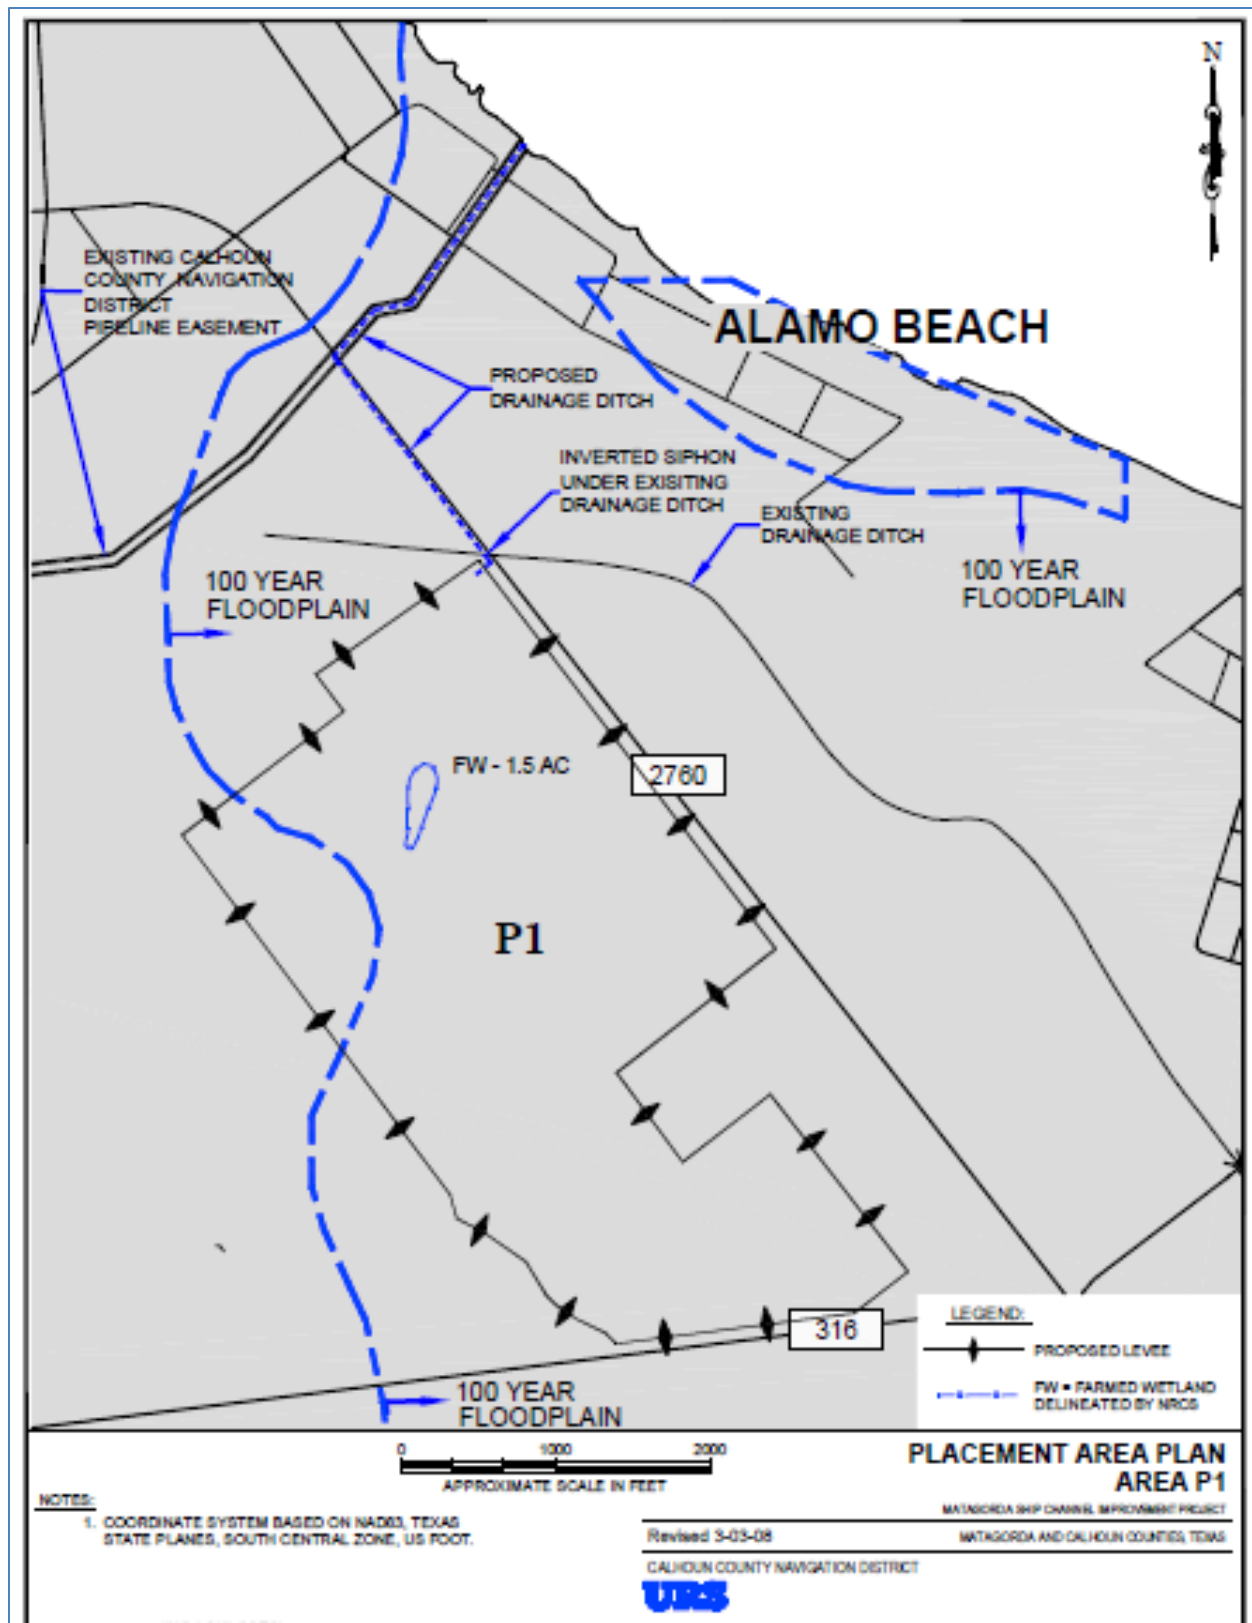 N
EXISTING CALHOUN
COUNTY NAVIGATION
DISTRICT
PIPELINE EASEMENT
ALAMO BEACH
PROPOSED
DRAINAGE DITCH
INVERTED SIPHON
UNDER EXISITING
DRAINAGE DITCH
EXISTING
DRAINAGE DITCH
100 YEAR
FLOODPLAIN
100 YEAR
FLOODPLAIN
FW - 1.5 AC
2760
P1
316
LEGEND:
PROPOSED LEVEE
FW = FARMED WETLAND
DELINEATED BY NRCS
100 YEAR
FLOODPLAIN
0 1000 2000
APPROXIMATE SCALE IN FEET
PLACEMENT AREA PLAN
AREA P1
MATAGORDA SHIP CHANNEL IMPROVEMENT PROJECT
MATAGORDA AND CALHOUN COUNTIES, TEXAS
NOTES:
1. COORDINATE SYSTEM BASED ON NAD83, TEXAS
STATE PLANES, SOUTH CENTRAL ZONE, US FOOT.
Revised 3-03-08
CALHOUN COUNTY NAVIGATION DISTRICT
URS